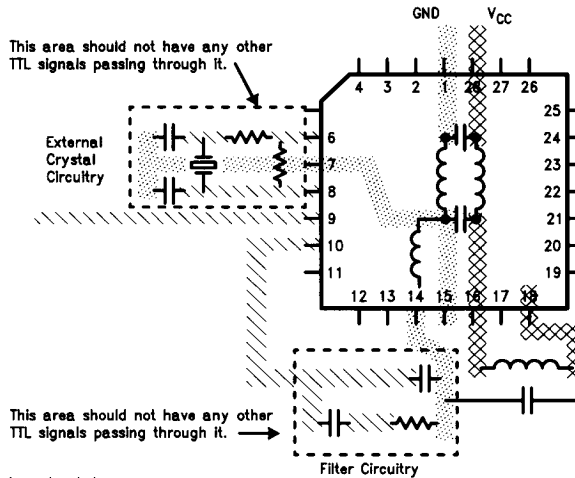 GND V_CC
This area should not have any other
TTL signals passing through it.
4 3 2 1 28 27 26
External
Crystal
Circuitry
6
7
8
9
10
11
25
24
23
22
21
20
19
12 13 14 15 16 17 18
This area should not have any other
TTL signals passing through it.
Filter Circuitry